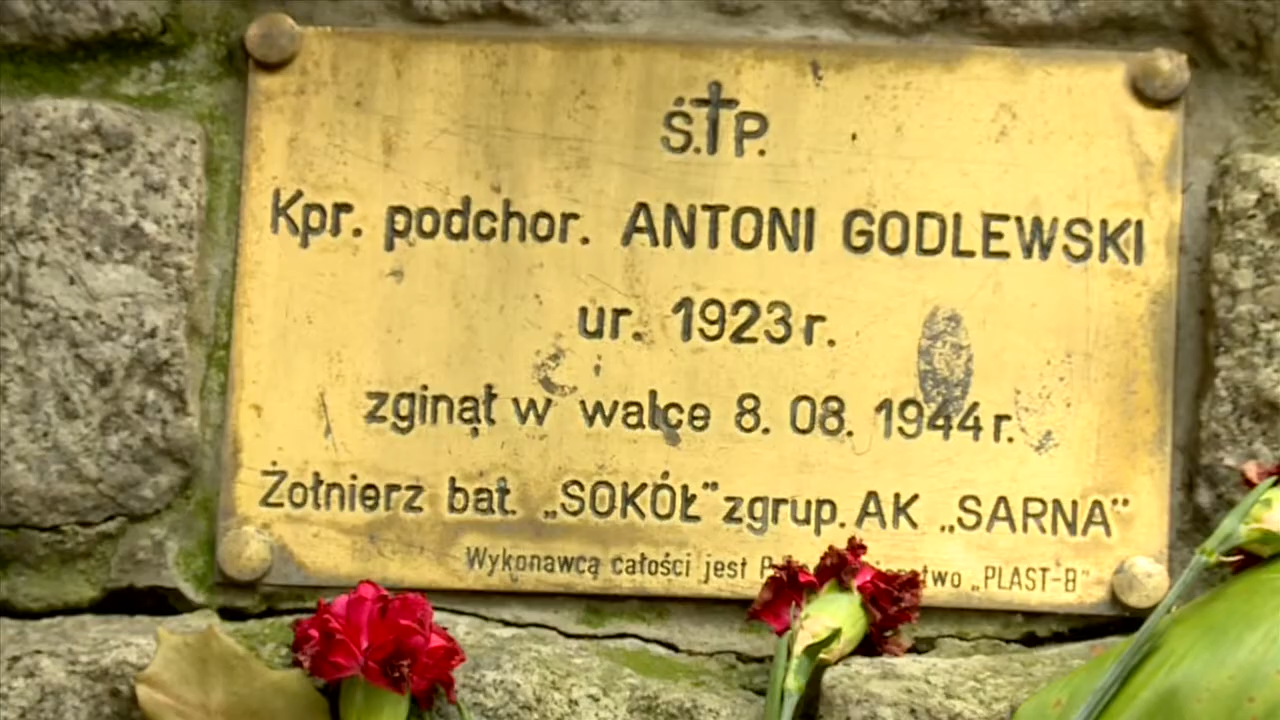 Ś.†P.
Kpr. podchor. ANTONI GODLEWSKI
ur. 1923 r.
zginął w walce 8. 08. 1944 r.
Żołnierz bat. „SOKÓŁ” zgrup. AK „SARNA”
Wykonawcą całości jest „PLAST-B”